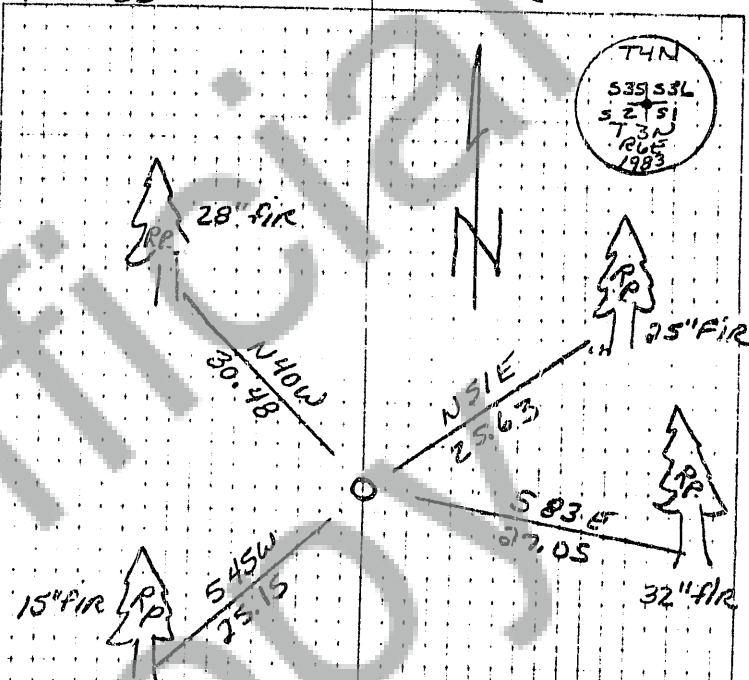 T4N
S35 S36
S2 S1
T3N
R6E
1983
28" fir
RP
N
RP
25" Fir
N40W
30.48
N51E
25.63
RP
S83E
27.05
32" fir
15" fir
RP
S45W
25.15